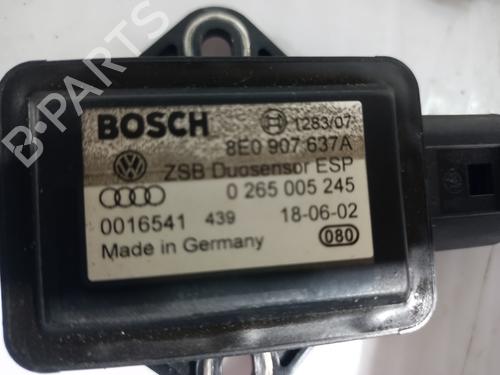 BOSCH 1283/07
8E0 907 637A
ZSB Duosensor ESP
0 265 005 245
0016541 439 18-06-02
Made in Germany 080
B-PARTS